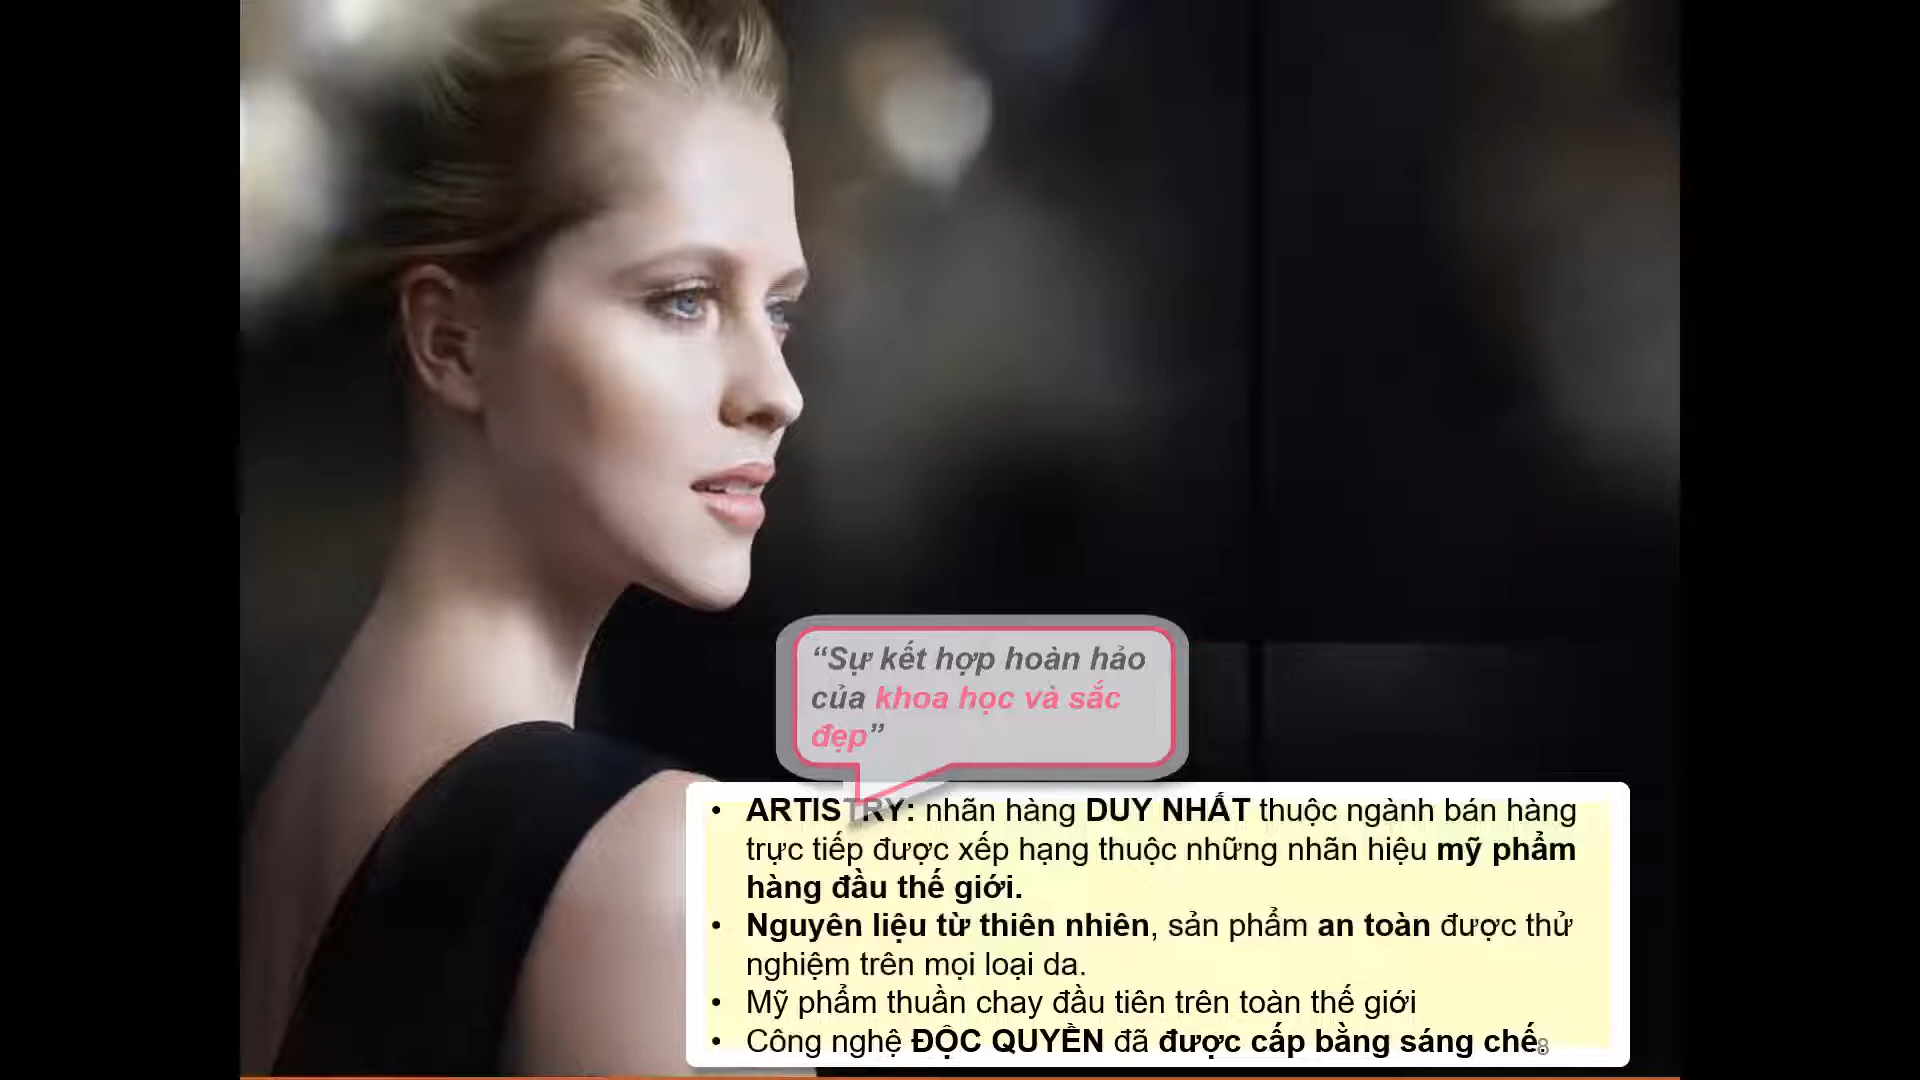 “Sự kết hợp hoàn hảo
của khoa học và sắc
đẹp”
• ARTISTRY: nhãn hàng DUY NHẤT thuộc ngành bán hàng
trực tiếp được xếp hạng thuộc những nhãn hiệu mỹ phẩm
hàng đầu thế giới.
• Nguyên liệu từ thiên nhiên, sản phẩm an toàn được thử
nghiệm trên mọi loại da.
• Mỹ phẩm thuần chay đầu tiên trên toàn thế giới
• Công nghệ ĐỘC QUYỀN đã được cấp bằng sáng chế.
8